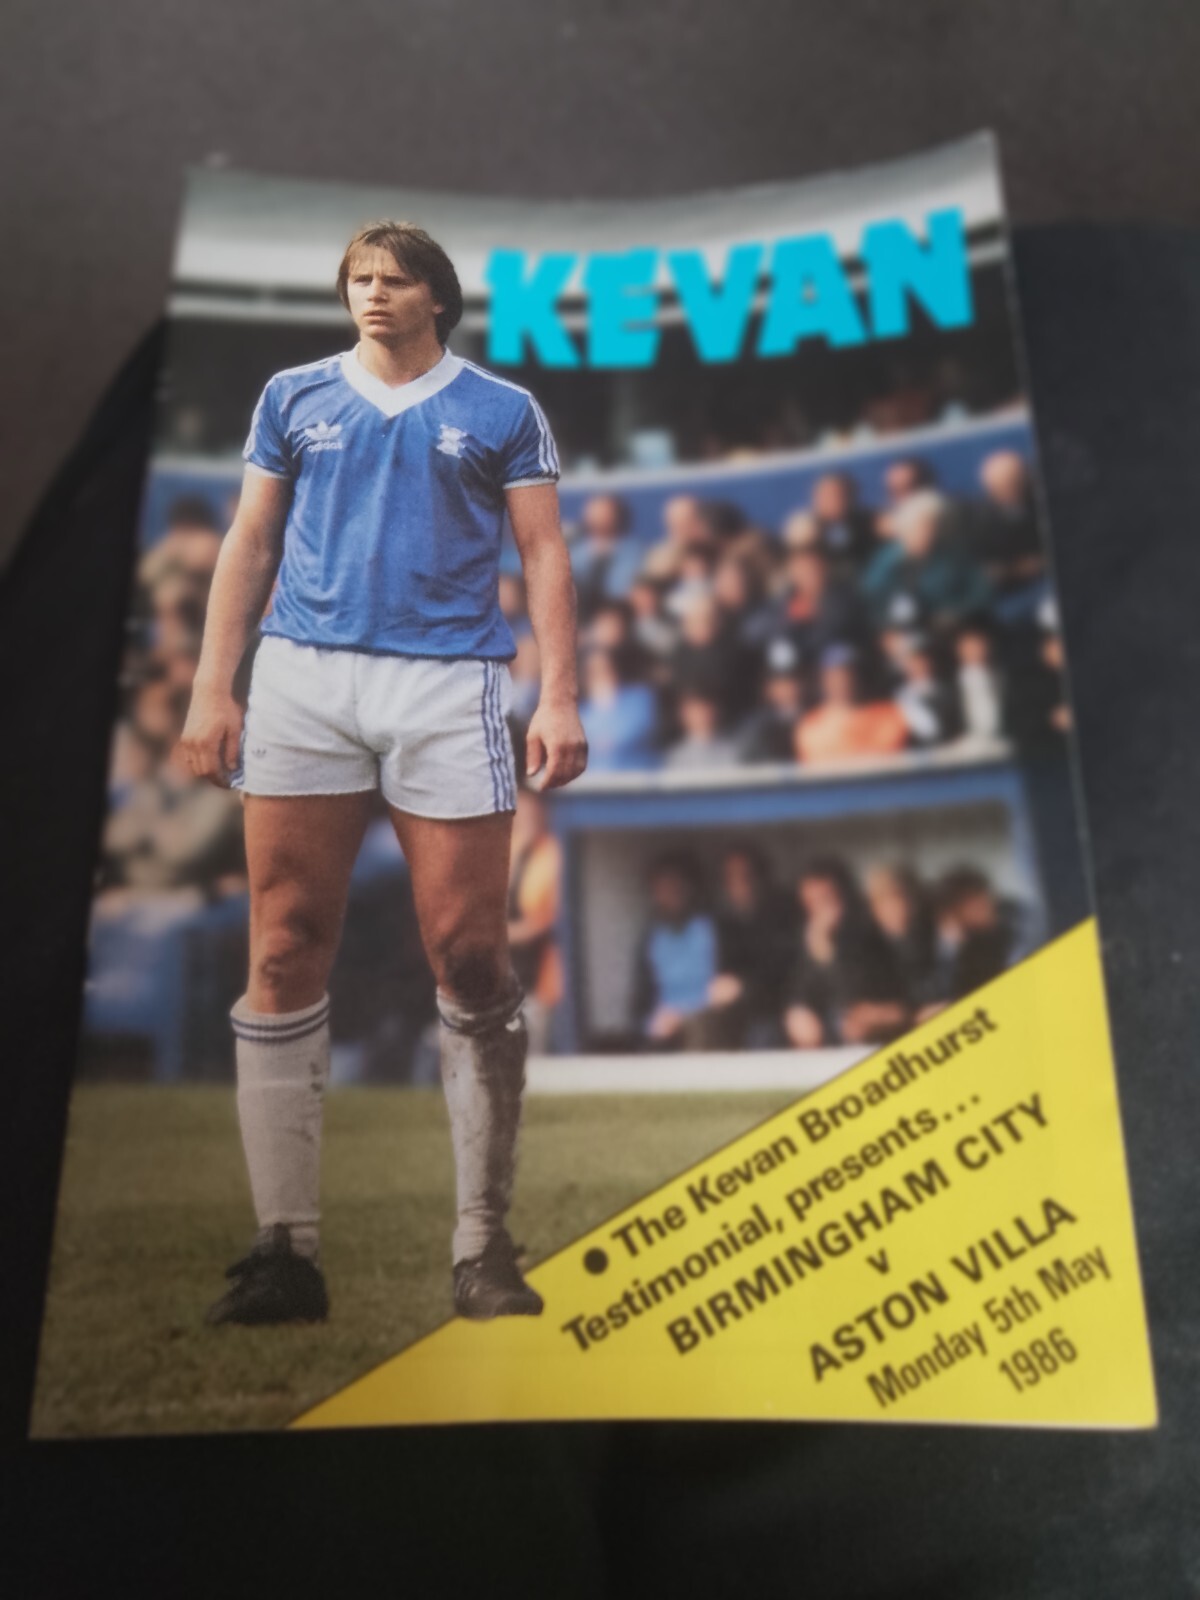 KEVAN
adidas
● The Kevan Broadhurst
Testimonial, presents...
BIRMINGHAM CITY
v
ASTON VILLA
Monday 5th May
1986